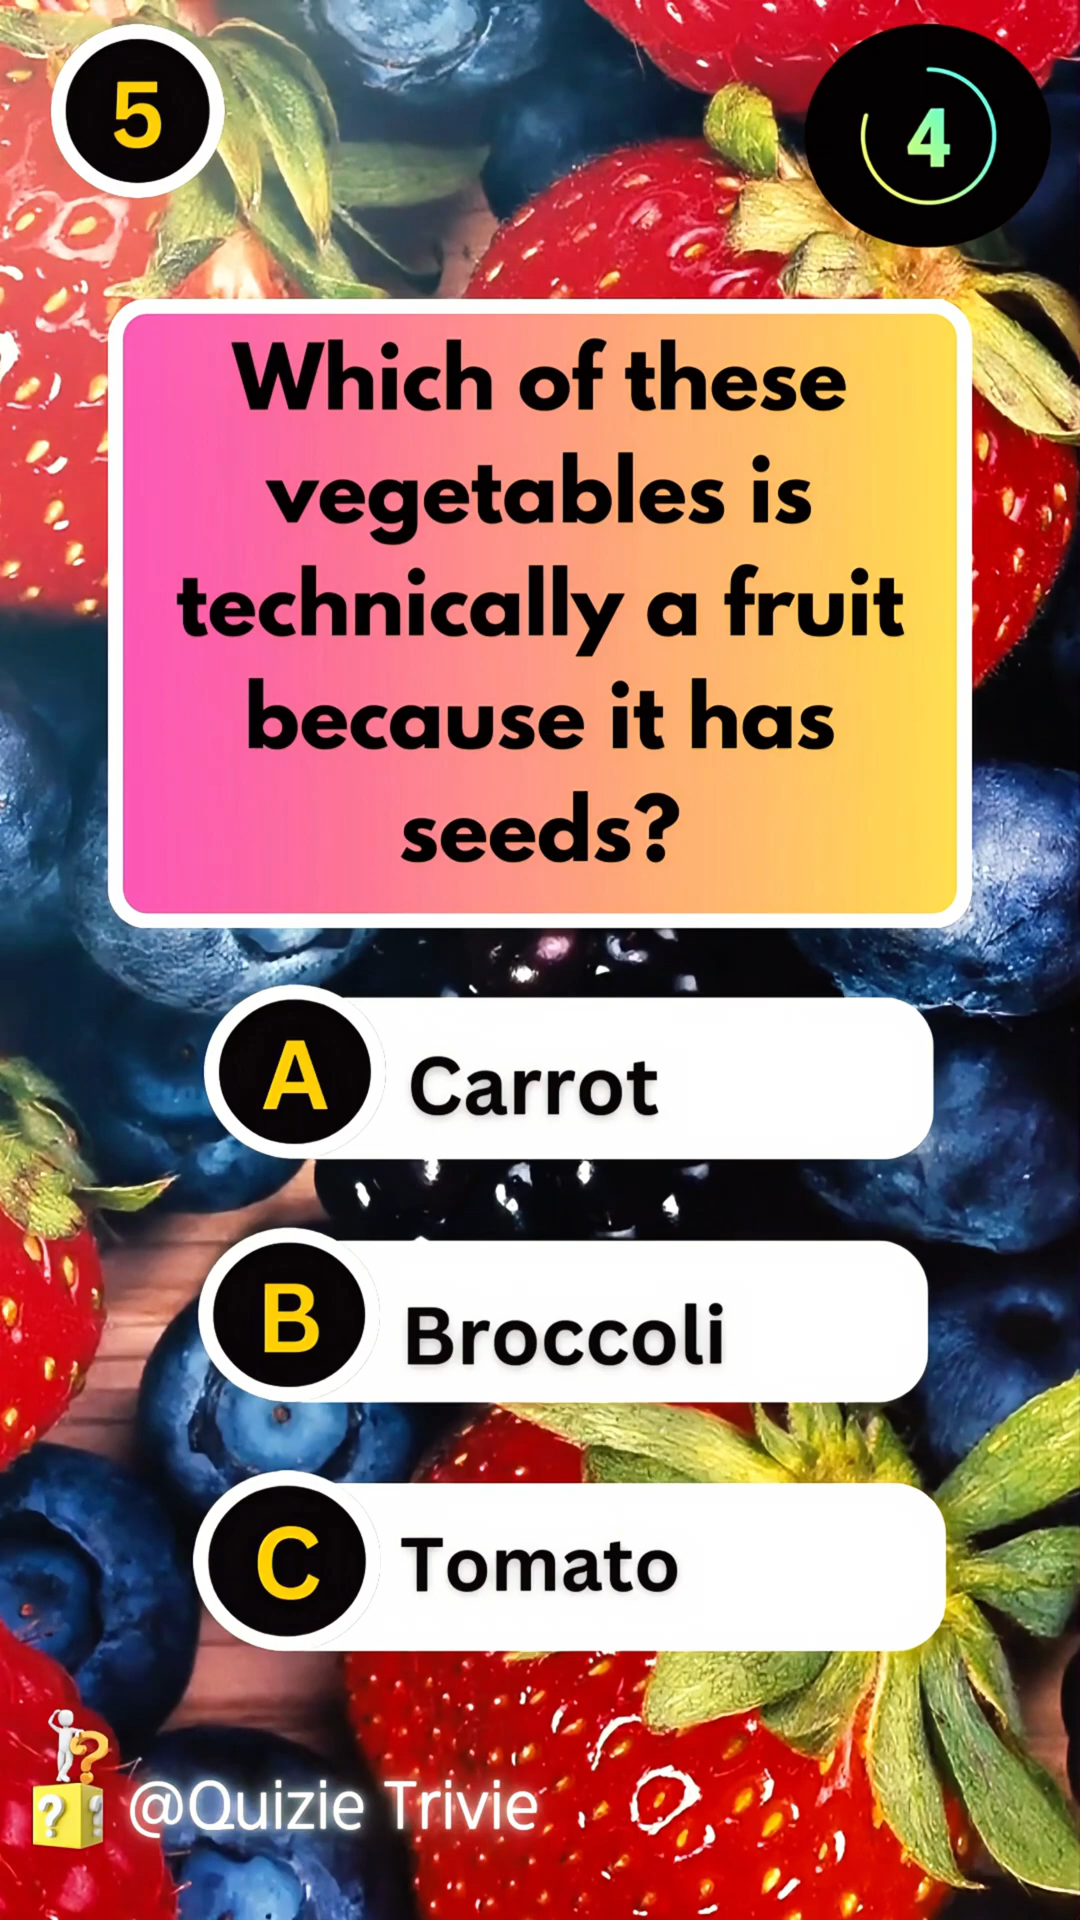 5
4
Which of these
vegetables is
technically a fruit
because it has
seeds?
A Carrot
B Broccoli
C Tomato
? ?
?
@Quizie Trivie